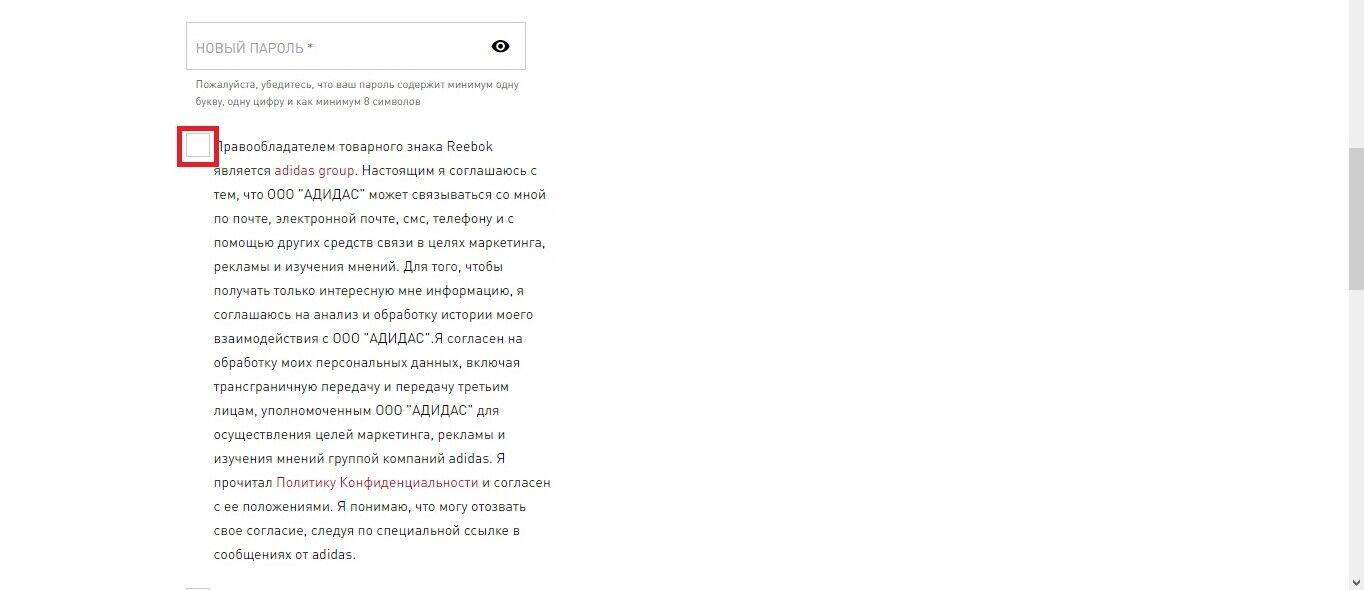 НОВЫЙ ПАРОЛЬ *
Пожалуйста, убедитесь, что ваш пароль содержит минимум одну
букву, одну цифру и как минимум 8 символов
Правообладателем товарного знака Reebok
является adidas group. Настоящим я соглашаюсь с
тем, что ООО "АДИДАС" может связываться со мной
по почте, электронной почте, смс, телефону и с
помощью других средств связи в целях маркетинга,
рекламы и изучения мнений. Для того, чтобы
получать только интересную мне информацию, я
соглашаюсь на анализ и обработку истории моего
взаимодействия с ООО "АДИДАС".Я согласен на
обработку моих персональных данных, включая
трансграничную передачу и передачу третьим
лицам, уполномоченным ООО "АДИДАС" для
осуществления целей маркетинга, рекламы и
изучения мнений группой компаний adidas. Я
прочитал Политику Конфиденциальности и согласен
с ее положениями. Я понимаю, что могу отозвать
свое согласие, следуя по специальной ссылке в
сообщениях от adidas.